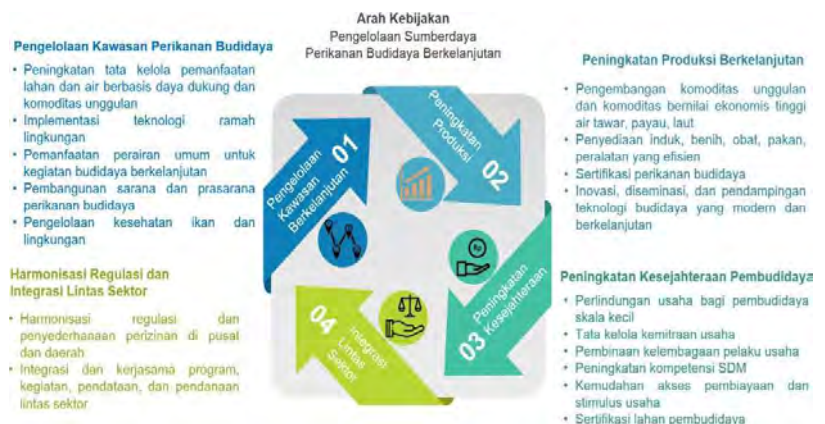 Arah Kebijakan
Pengelolaan Sumberdaya
Perikanan Budidaya Berkelanjutan
Pengelolaan Kawasan Perikanan Budidaya
• Peningkatan tata kelola pemanfaatan
lahan dan air berbasis daya dukung dan
komoditas unggulan
• Implementasi teknologi ramah
lingkungan
• Pemanfaatan perairan umum untuk
kegiatan budidaya berkelanjutan
• Pembangunan sarana dan prasarana
perikanan budidaya
• Pengelolaan kesehatan ikan dan
lingkungan
Pengelolaan
Kawasan
Berkelanjutan
01
Peningkatan
Produksi
02
Peningkatan Produksi Berkelanjutan
• Pengembangan komoditas unggulan
dan komoditas bernilai ekonomis tinggi
air tawar, payau, laut
• Penyediaan induk, benih, obat, pakan,
peralatan yang efisien
• Sertifikasi perikanan budidaya
• Inovasi, diseminasi, dan pendampingan
teknologi budidaya yang modern dan
berkelanjutan
Rp
Peningkatan
Kesejahteraan
03
Peningkatan Kesejahteraan Pembudidaya
• Perlindungan usaha bagi pembudidaya
skala kecil
• Tata kelola kemitraan usaha
• Pembinaan kelembagaan pelaku usaha
• Peningkatan kompetensi SDM
• Kemudahan akses pembiayaan dan
stimulus usaha
• Sertifikasi lahan pembudidaya
04
Integrasi
Lintas
Sektor
Harmonisasi Regulasi dan
Integrasi Lintas Sektor
• Harmonisasi regulasi dan
penyederhanaan perizinan di pusat
dan daerah
• Integrasi dan kerjasama program,
kegiatan, pendataan, dan pendanaan
lintas sektor